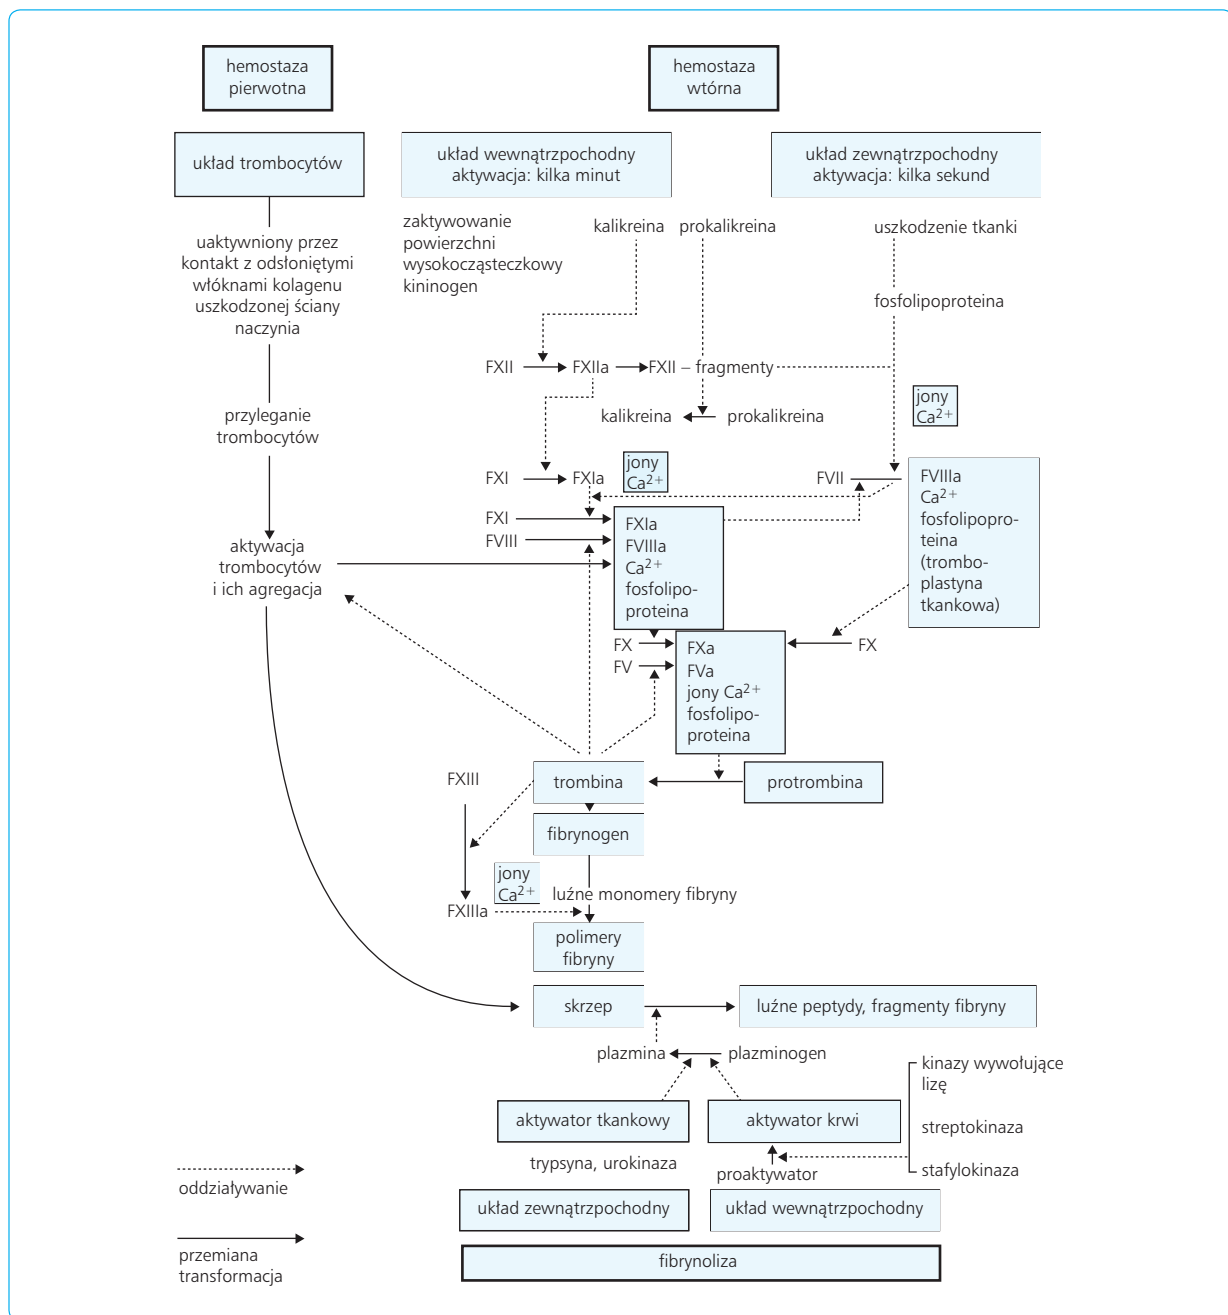 hemostaza
pierwotna
hemostaza
wtórna
układ trombocytów
układ wewnątrzpochodny
aktywacja: kilka minut
układ zewnątrzpochodny
aktywacja: kilka sekund
uaktywniony przez
kontakt z odsłoniętymi
włóknami kolagenu
uszkodzonej ściany
naczynia
zaktywowanie
powierzchni
wysokocząsteczkowy
kininogen
kalikreina
prokalikreina
uszkodzenie tkanki
fosfolipoproteina
FXII
FXIIa
FXII – fragmenty
przyleganie
trombocytów
kalikreina
prokalikreina
jony
Ca2+
FXI
FXIa
jony
Ca2+
FVII
FVIIIa
Ca2+
fosfolipopro-
teina
(trombo-
plastyna
tkankowa)
FXI
FVIII
FXIa
FVIIIa
Ca2+
fosfolipo-
proteina
aktywacja
trombocytów
i ich agregacja
FX
FV
FXa
FVa
jony Ca2+
fosfolipo-
proteina
FX
FXIII
trombina
protrombina
fibrynogen
jony
Ca2+
luźne monomery fibryny
FXIIIa
polimery
fibryny
skrzep
luźne peptydy, fragmenty fibryny
plazmina
plazminogen
kinazy wywołujące
lizę
aktywator tkankowy
aktywator krwi
streptokinaza
trypsyna, urokinaza
proaktywator
stafylokinaza
oddziaływanie
układ zewnątrzpochodny
układ wewnątrzpochodny
przemiana
transformacja
fibrynoliza